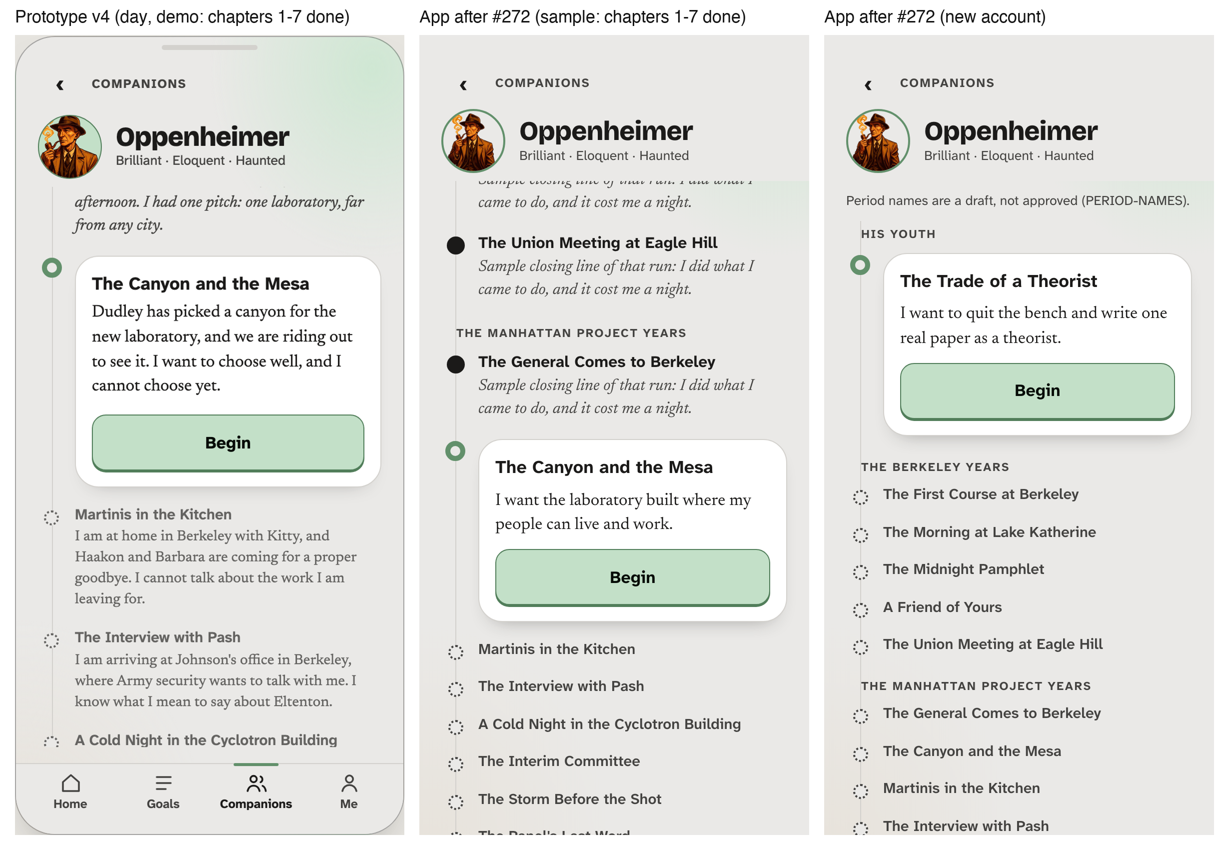 Prototype v4 (day, demo: chapters 1-7 done)
COMPANIONS
Oppenheimer
Brilliant · Eloquent · Haunted
afternoon. I had one pitch: one laboratory, far
from any city.
The Canyon and the Mesa
Dudley has picked a canyon for the
new laboratory, and we are riding out
to see it. I want to choose well, and I
cannot choose yet.
Begin
Martinis in the Kitchen
I am at home in Berkeley with Kitty, and
Haakon and Barbara are coming for a proper
goodbye. I cannot talk about the work I am
leaving for.
The Interview with Pash
I am arriving at Johnson's office in Berkeley,
where Army security wants to talk with me. I
know what I mean to say about Eltenton.
A Cold Night in the Cyclotron Building
Home
Goals
Companions
Me
App after #272 (sample: chapters 1-7 done)
COMPANIONS
Oppenheimer
Brilliant · Eloquent · Haunted
Sample closing line of that run: I did what I
came to do, and it cost me a night.
The Union Meeting at Eagle Hill
Sample closing line of that run: I did what I
came to do, and it cost me a night.
THE MANHATTAN PROJECT YEARS
The General Comes to Berkeley
Sample closing line of that run: I did what I
came to do, and it cost me a night.
The Canyon and the Mesa
I want the laboratory built where my
people can live and work.
Begin
Martinis in the Kitchen
The Interview with Pash
A Cold Night in the Cyclotron Building
The Interim Committee
The Storm Before the Shot
The Panel's Last Word
App after #272 (new account)
COMPANIONS
Oppenheimer
Brilliant · Eloquent · Haunted
Period names are a draft, not approved (PERIOD-NAMES).
HIS YOUTH
The Trade of a Theorist
I want to quit the bench and write one
real paper as a theorist.
Begin
THE BERKELEY YEARS
The First Course at Berkeley
The Morning at Lake Katherine
The Midnight Pamphlet
A Friend of Yours
The Union Meeting at Eagle Hill
THE MANHATTAN PROJECT YEARS
The General Comes to Berkeley
The Canyon and the Mesa
Martinis in the Kitchen
The Interview with Pash